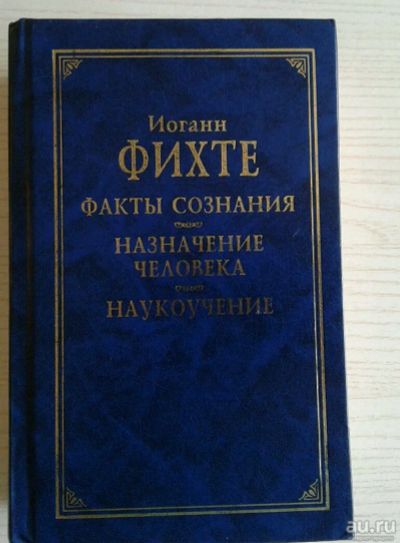 Иоганн
ФИХТЕ
ФАКТЫ СОЗНАНИЯ
НАЗНАЧЕНИЕ
ЧЕЛОВЕКА
НАУКОУЧЕНИЕ
au.ru